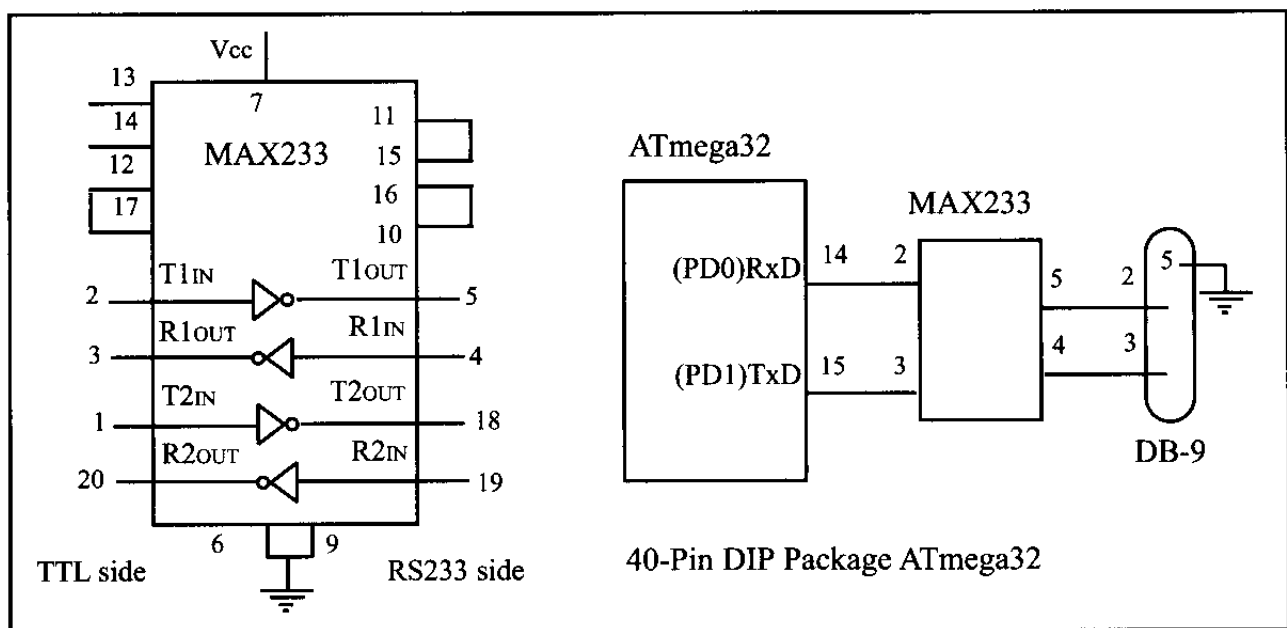 Vcc
13
7
14
11
MAX233
12
15
17
16
10
T1IN
T1OUT
2
5
R1OUT
R1IN
3
4
T2IN
T2OUT
1
18
R2OUT
R2IN
20
19
6
9
TTL side
RS233 side
ATmega32
MAX233
(PD0)RxD
14
2
5
2
5
(PD1)TxD
15
3
4
3
DB-9
40-Pin DIP Package ATmega32